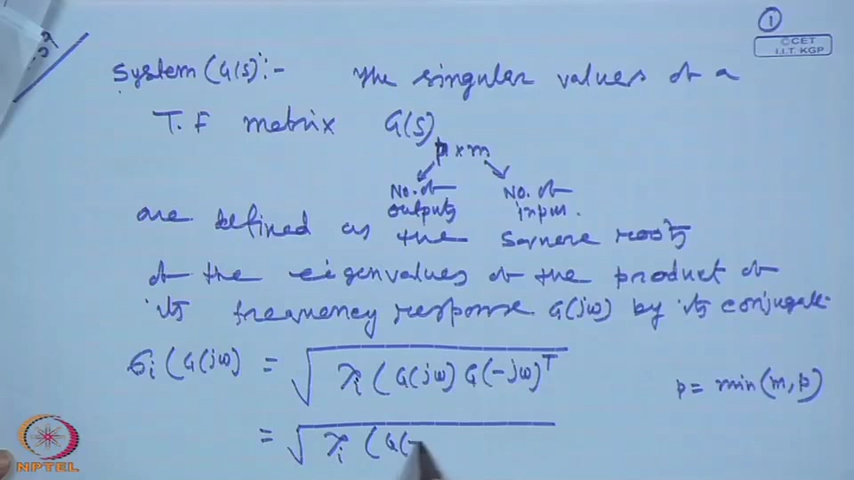 1
©CET
I.I.T. KGP
System (G(s)):- The singular values of a
T.F matrix G(s) p×m
No. of outputs No. of input.
are defined as the square roots
of the eigenvalues of the product of
its frequency response G(jω) by its conjugate
σi (G(jω) = √ λi (G(jω) G(-jω)ᵀ p = min(m, p)
= √ λi (G(-
NPTEL